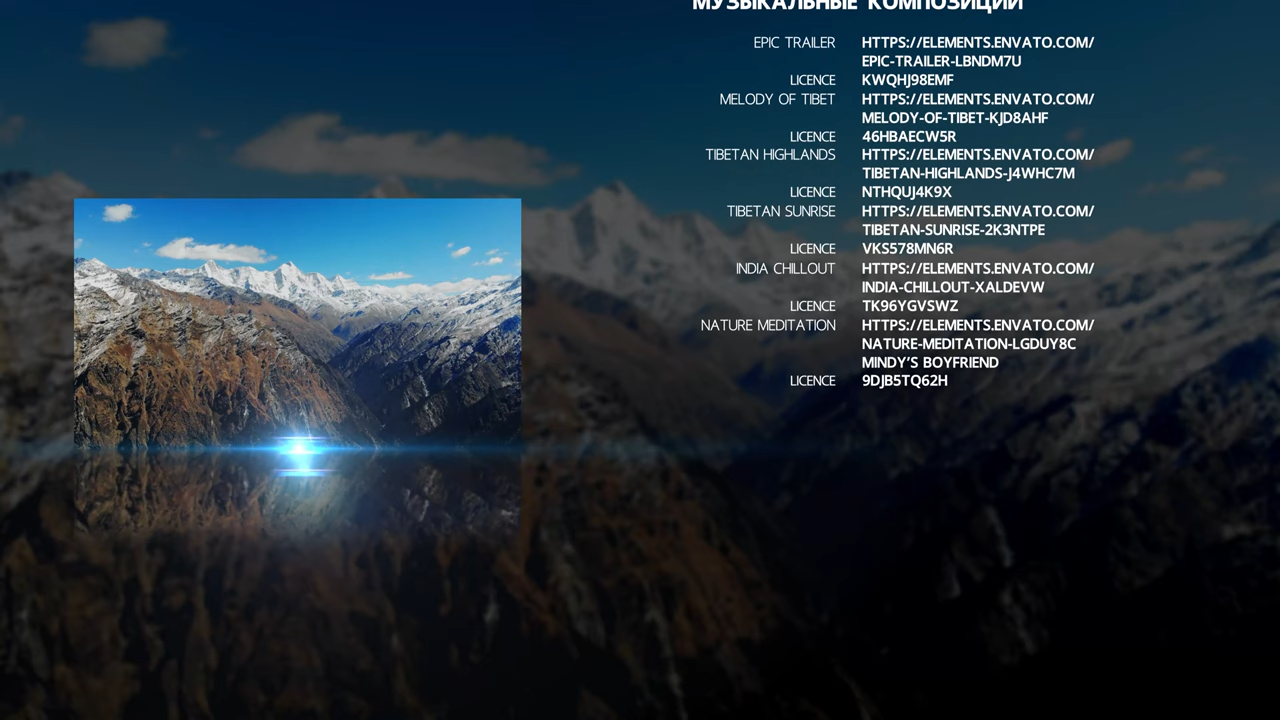 МУЗЫКАЛЬНЫЕ КОМПОЗИЦИИ
EPIC TRAILER HTTPS://ELEMENTS.ENVATO.COM/
EPIC-TRAILER-LBNDM7U
LICENCE KWQHJ98EMF
MELODY OF TIBET HTTPS://ELEMENTS.ENVATO.COM/
MELODY-OF-TIBET-KJD8AHF
LICENCE 46HBAECW5R
TIBETAN HIGHLANDS HTTPS://ELEMENTS.ENVATO.COM/
TIBETAN-HIGHLANDS-J4WHC7M
LICENCE NTHQUJ4K9X
TIBETAN SUNRISE HTTPS://ELEMENTS.ENVATO.COM/
TIBETAN-SUNRISE-2K3NTPE
LICENCE VKS578MN6R
INDIA CHILLOUT HTTPS://ELEMENTS.ENVATO.COM/
INDIA-CHILLOUT-XALDEVW
LICENCE TK96YGVSWZ
NATURE MEDITATION HTTPS://ELEMENTS.ENVATO.COM/
NATURE-MEDITATION-LGDUY8C
MINDY’S BOYFRIEND
LICENCE 9DJB5TQ62H